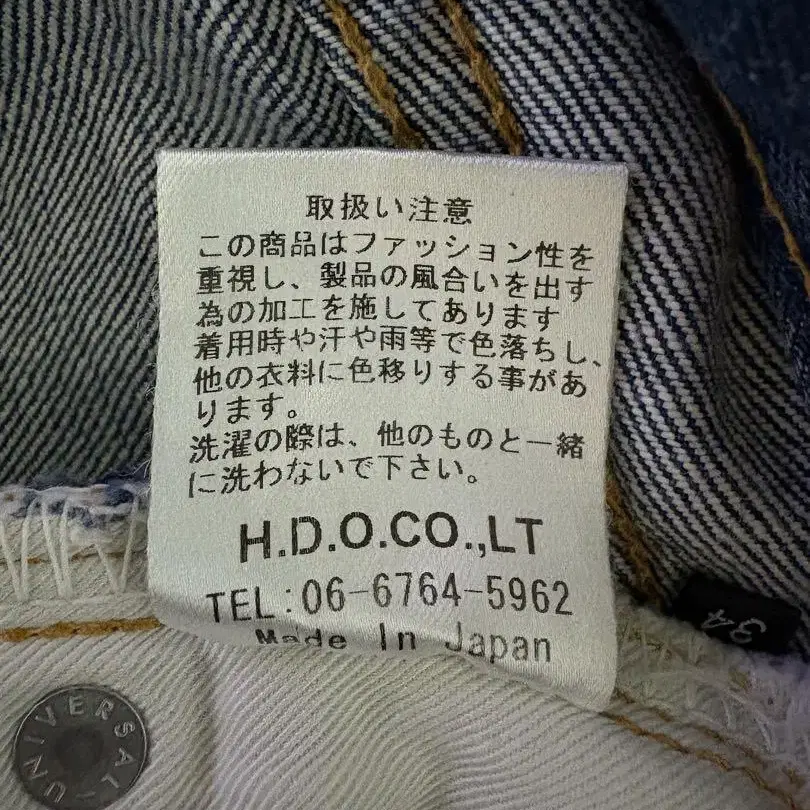 取扱い注意
この商品はファッション性を
重視し、製品の風合いを出す
為の加工を施してあります
着用時や汗や雨等で色落ちし、
他の衣料に色移りする事があ
ります。
洗濯の際は、他のものと一緒
に洗わないで下さい。
H.D.O.CO.,LT
TEL:06-6764-5962
Made In Japan
34
UNIVERSAL